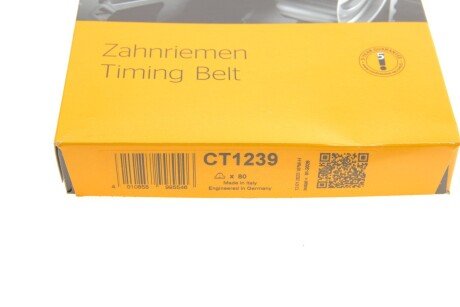 Zahnriemen
Timing Belt
CT1239
x 80
Made in Italy
Engineered in Germany